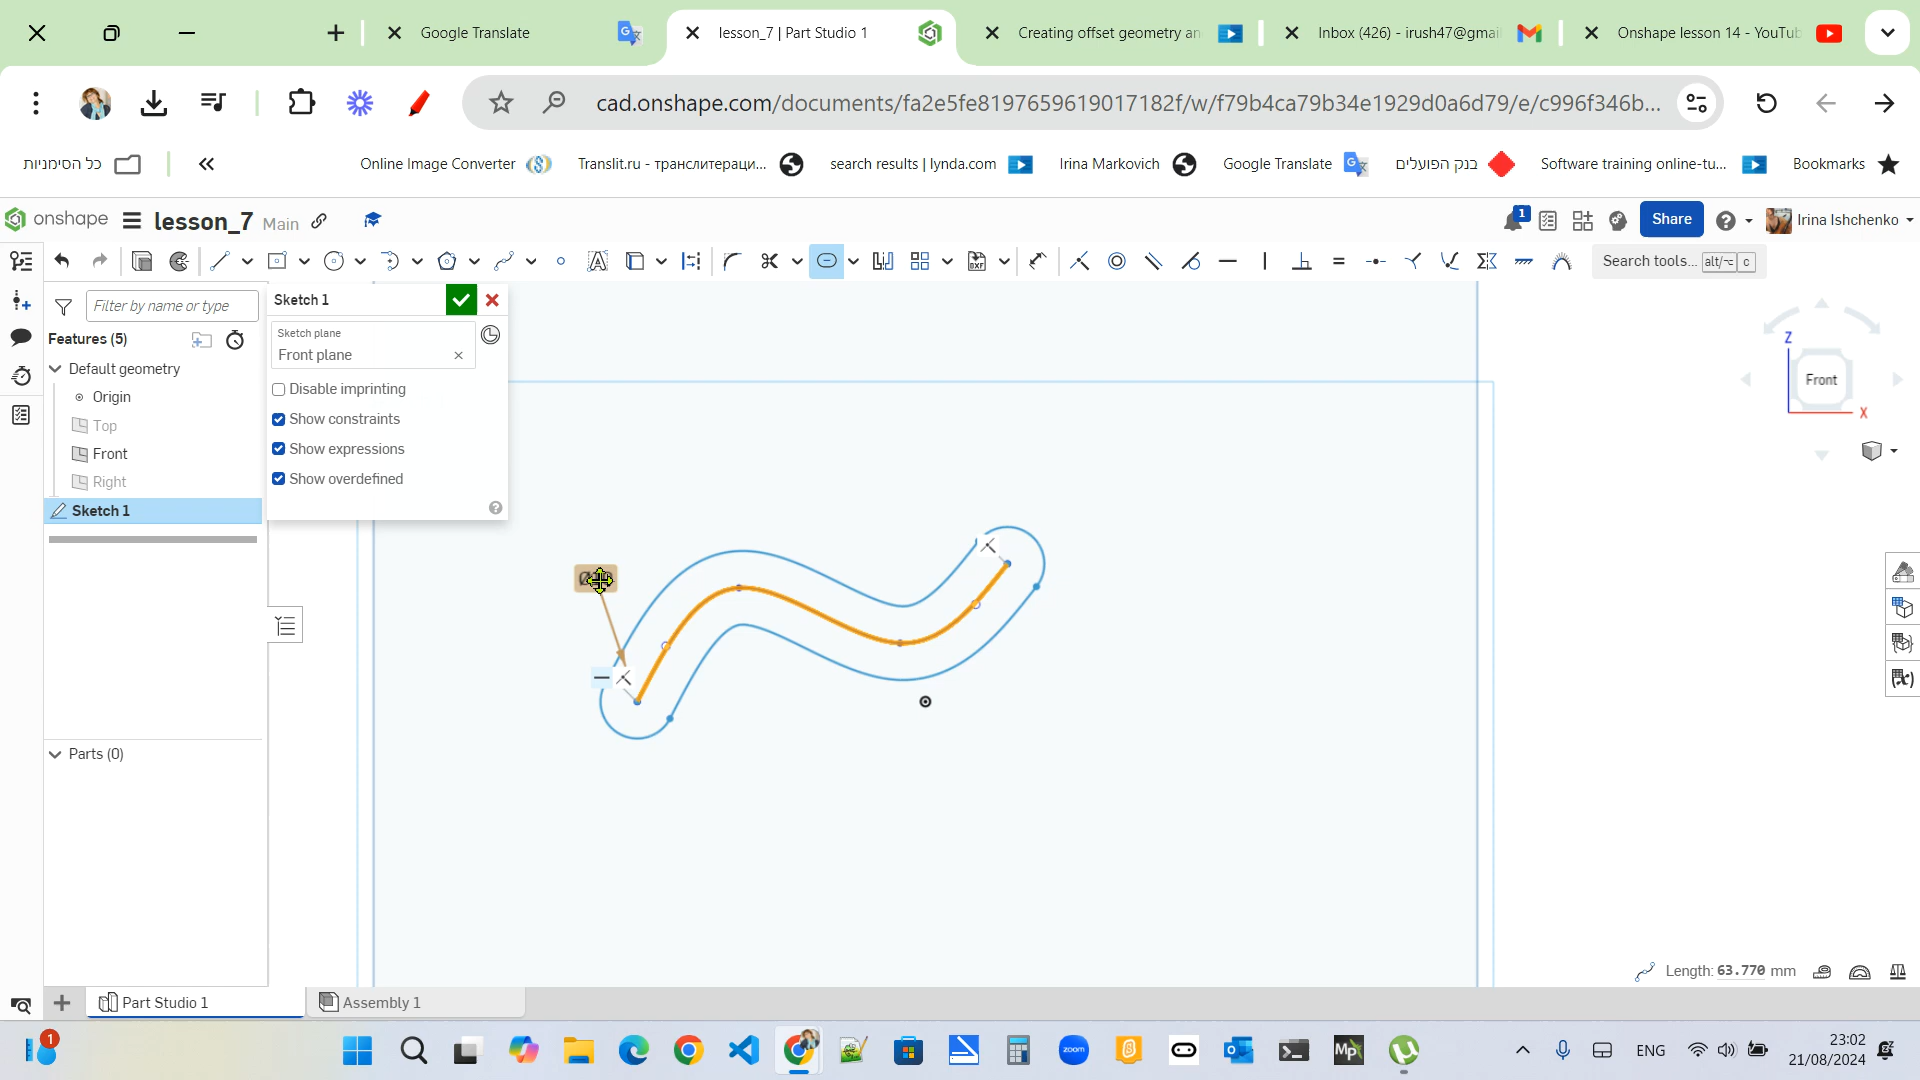 Google Translate
lesson_7 | Part Studio 1
Creating offset geometry an
Inbox (426) - irush47@gmai
Onshape lesson 14 - YouTub
cad.onshape.com/documents/fa2e5fe8197659619017182f/w/f79b4ca79b34e1929d0a6d79/e/c996f346b...
כל הסימניות
Online Image Converter
Translit.ru - транслитераци...
search results | lynda.com
Irina Markovich
Google Translate
בנק הפועלים
Software training online-tu...
Bookmarks
onshape
lesson_7
Main
1
Share
Irina Ishchenko
DXF
Search tools... alt/⌥ c
Filter by name or type
Features (5)
Default geometry
Origin
Top
Front
Right
Sketch 1
Parts (0)
Sketch 1
Sketch plane
Front plane
Disable imprinting
Show constraints
Show expressions
Show overdefined
Z
Front
X
(x)
Length: 63.770 mm
Part Studio 1
Assembly 1
1
zoom
Mp
ENG
23:02
21/08/2024